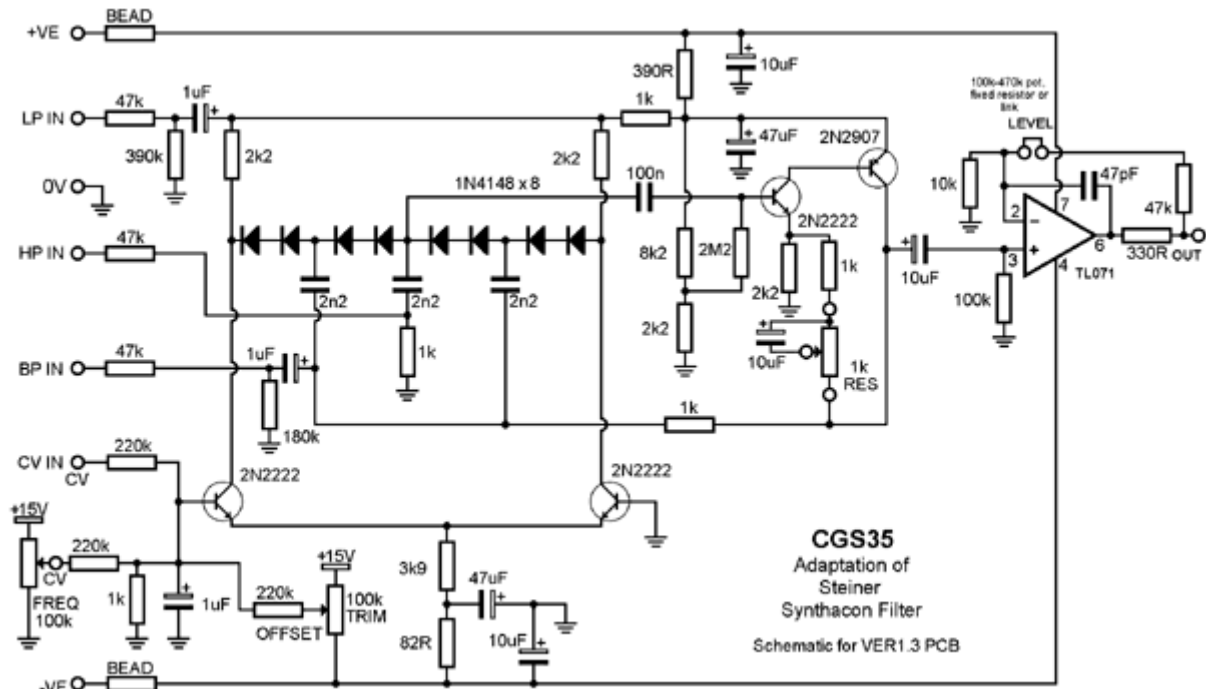 BEAD
+VE
10uF
390R
1uF
47k
LP IN
1k
100k-470k pot,
fixed resistor or
link
LEVEL
2N2907
47uF
390k
2k2
2k2
1N4148 x 8
100n
10k
47pF
47k
0V
2N2222
2
7
6
3
4
TL071
330R
OUT
47k
HP IN
8k2
2M2
2k2
1k
10uF
100k
2n2
2n2
2n2
2k2
1k
10uF
1k
RES
47k
BP IN
1uF
180k
1k
220k
CV IN
CV
2N2222
2N2222
+15V
220k
CV
FREQ
100k
1k
1uF
220k
OFFSET
+15V
100k
TRIM
3k9
47uF
82R
10uF
CGS35
Adaptation of
Steiner
Synthacon Filter
Schematic for VER1.3 PCB
BEAD
-VE